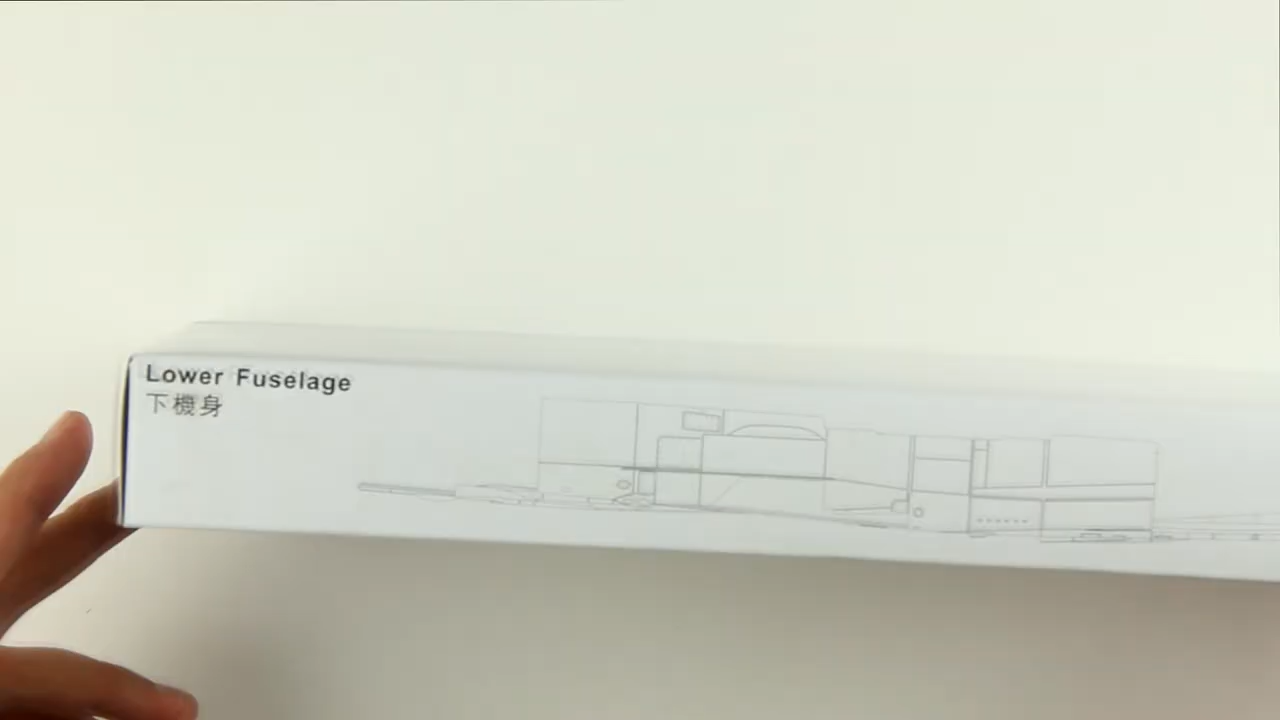 Lower Fuselage
下機身